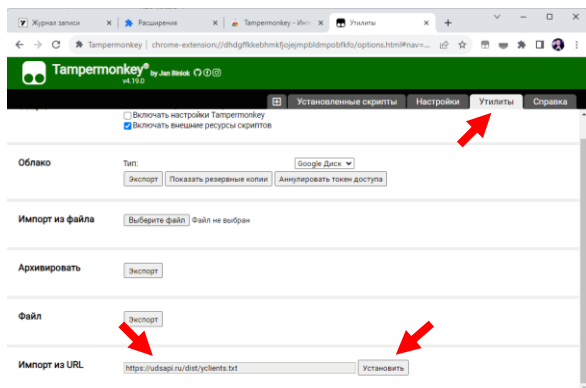 Журнал записи
Расширения
Tampermonkey - Инт
Утилиты
Tampermonkey | chrome-extension://dhdgffkkebhmkfjojejmpbldmpobfkfo/options.html#nav=...
Tampermonkey® by Jan Biniok
v4.19.0
Установленные скрипты Настройки Утилиты Справка
Включать настройки Tampermonkey
Включать внешние ресурсы скриптов
Облако Тип: Google Диск
Экспорт Показать резервные копии Аннулировать токен доступа
Импорт из файла Выберите файл Файл не выбран
Архивировать Экспорт
Файл Экспорт
Импорт из URL https://udsapi.ru/dist/yclients.txt Установить